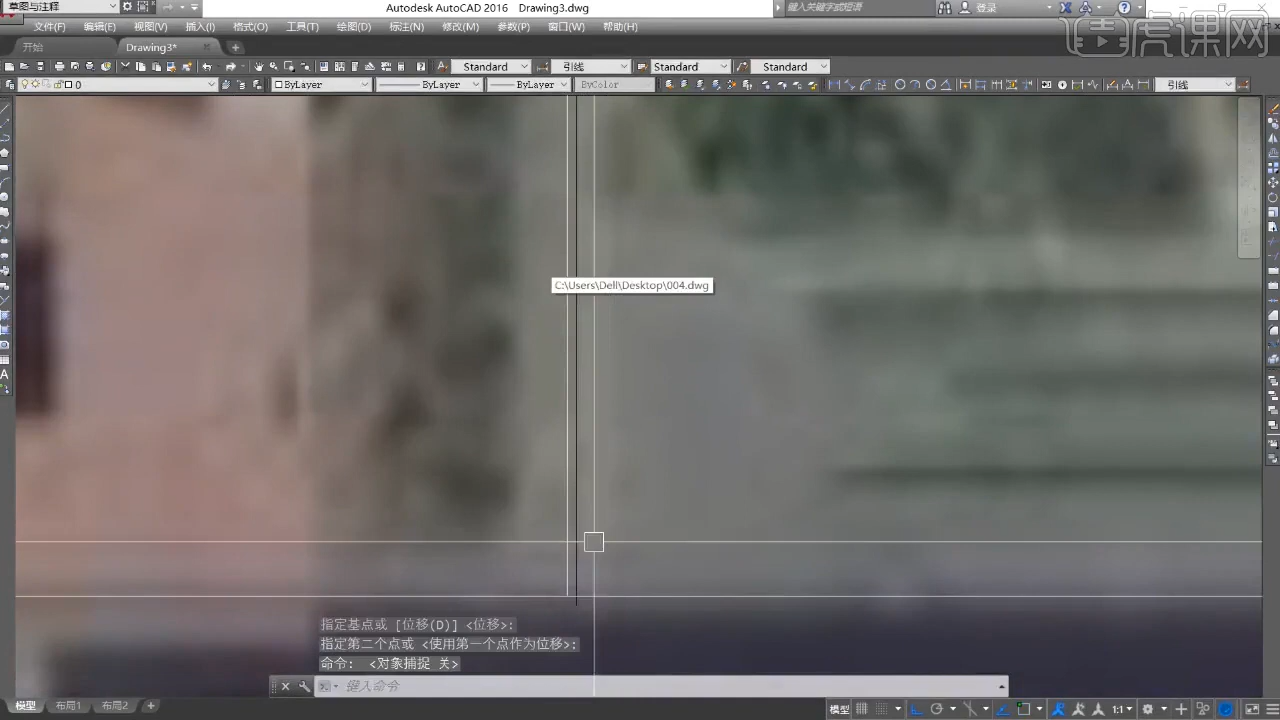 草图与注释
Autodesk AutoCAD 2016 Drawing3.dwg
键入关键字或短语
登录
虎课网
文件(F) 编辑(E) 视图(V) 插入(I) 格式(O) 工具(T) 绘图(D) 标注(N) 修改(M) 参数(P) 窗口(W) 帮助(H)
开始 Drawing3*
Standard 引线 Standard Standard
0 ByLayer ByLayer ByLayer ByColor 引线
C:\Users\Dell\Desktop\004.dwg
A
指定基点或 [位移(D)] <位移>:
指定第二个点或 <使用第一个点作为位移>:
命令: <对象捕捉 关>
键入命令
模型 布局1 布局2
模型 1:1